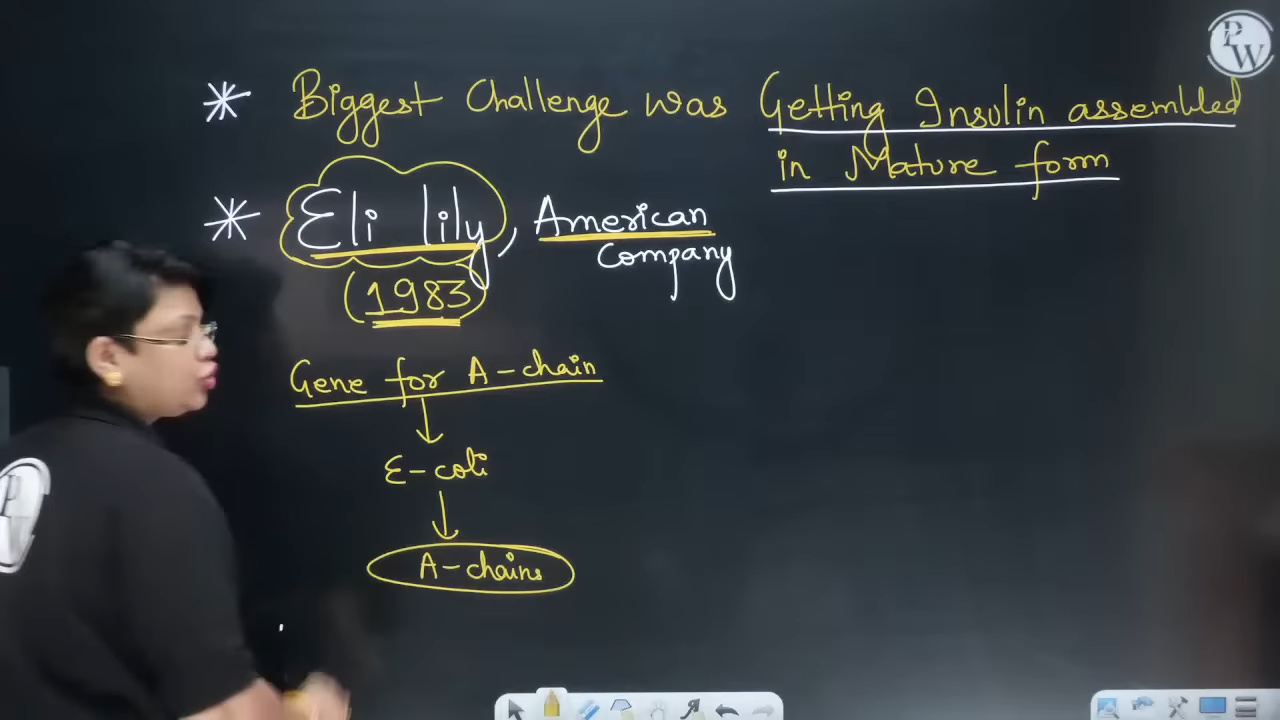 PW
* Biggest Challenge was Getting Insulin assembled
in Mature form
* Eli lily, American
Company
(1983)
Gene for A-chain
↓
E-coli
↓
A-chains